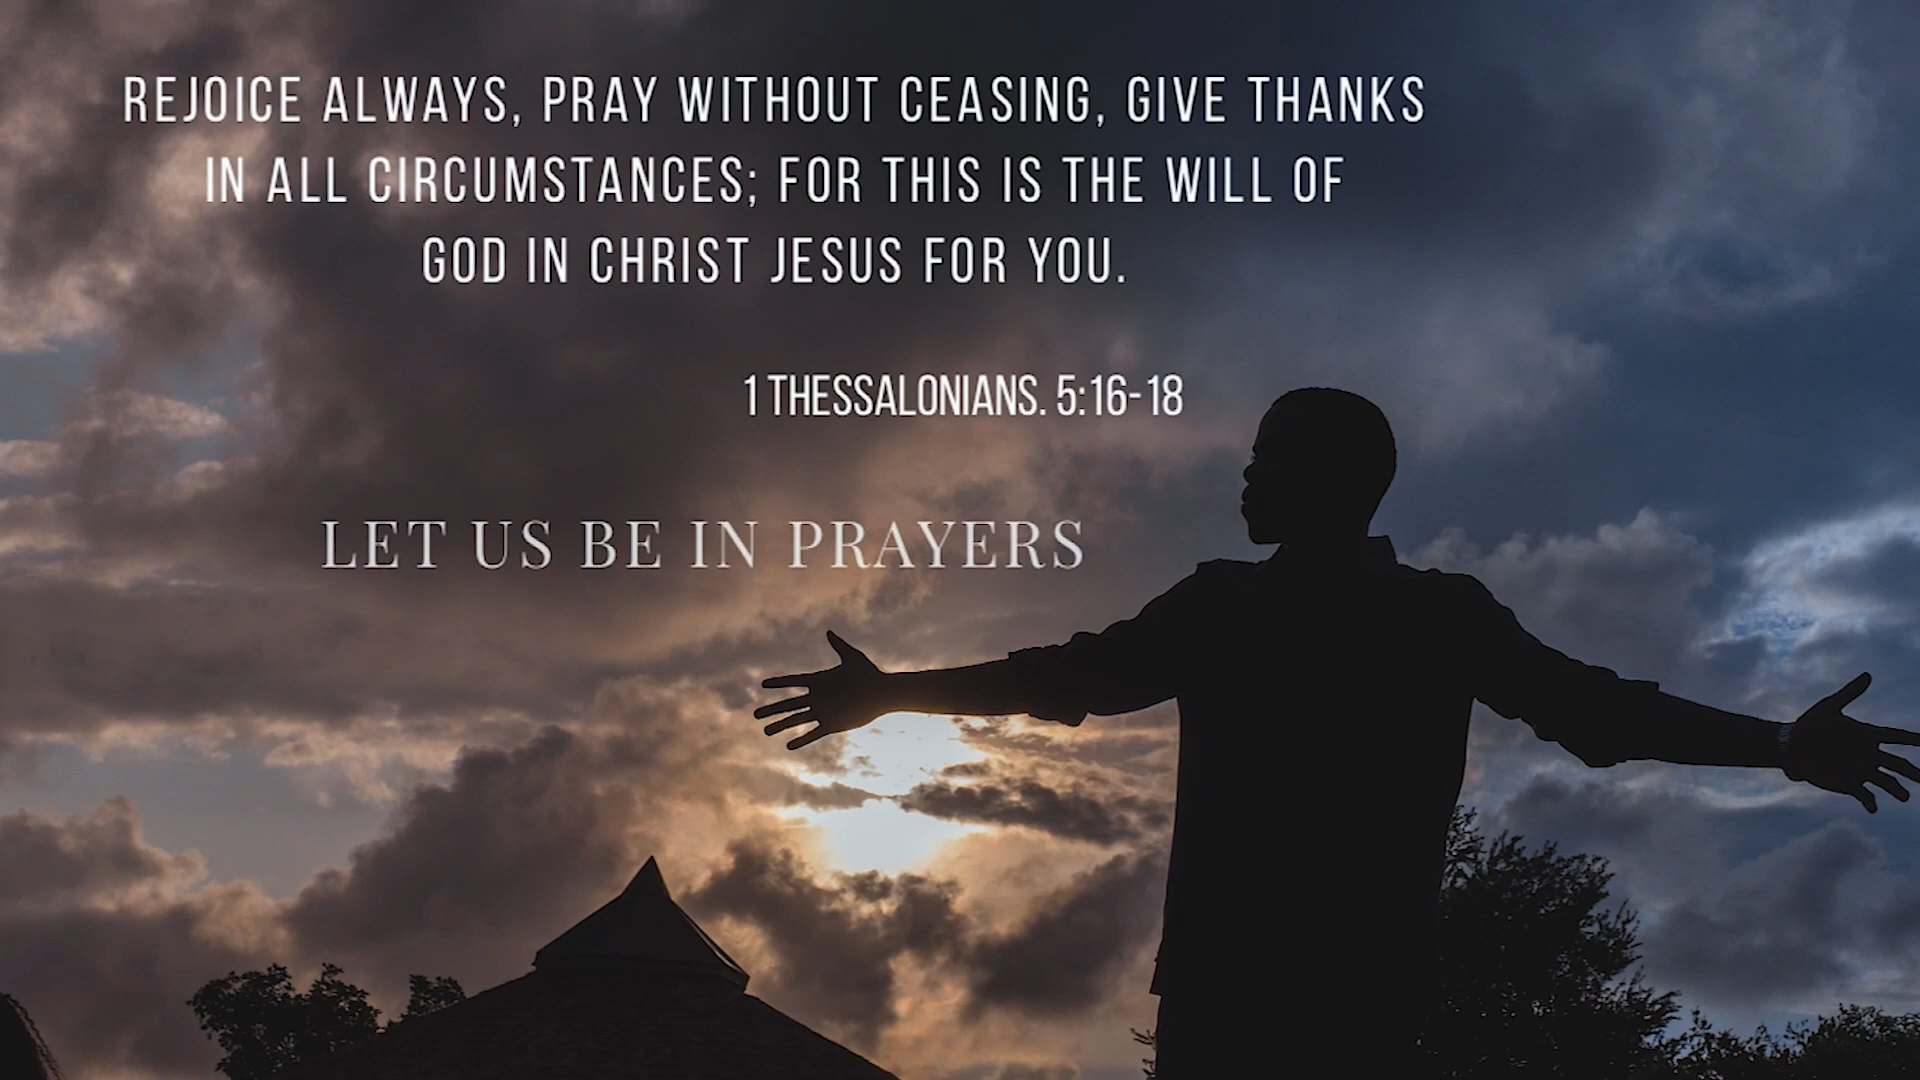 REJOICE ALWAYS, PRAY WITHOUT CEASING, GIVE THANKS
IN ALL CIRCUMSTANCES; FOR THIS IS THE WILL OF
GOD IN CHRIST JESUS FOR YOU.
1 THESSALONIANS. 5:16-18
LET US BE IN PRAYERS